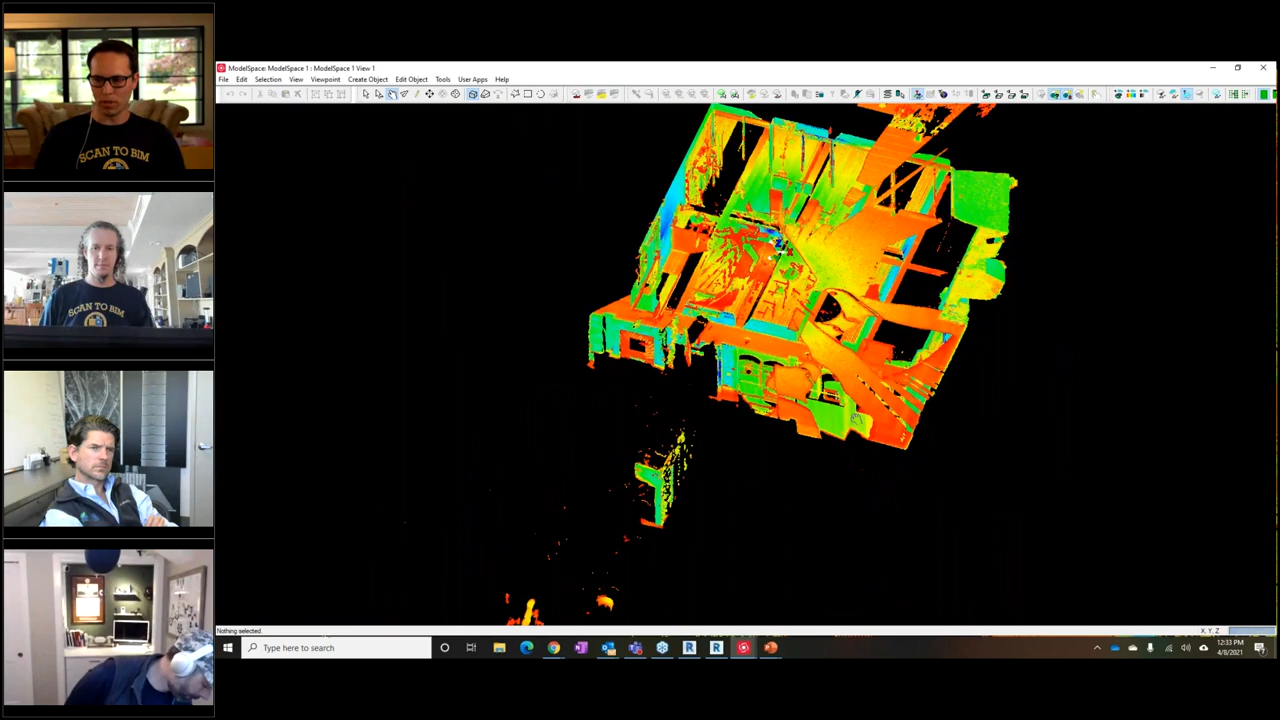 SCAN TO BIM
SCAN TO BIM
ModelSpace: ModelSpace 1 : ModelSpace 1 View 1
File Edit Selection View Viewpoint Create Object Edit Object Tools User Apps Help
Nothing selected.
X, Y, Z
Type here to search
12:33 PM
4/8/2021